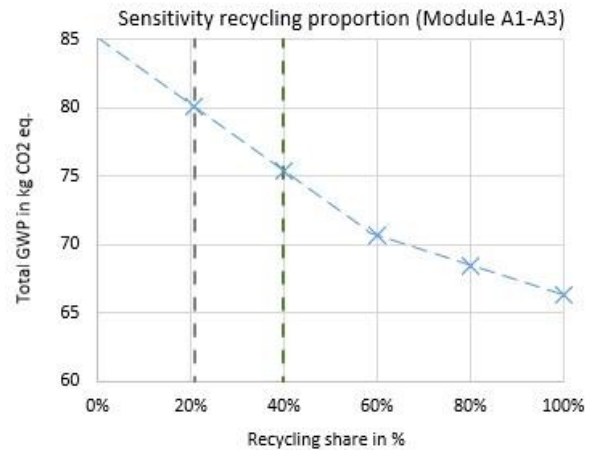 Sensitivity recycling proportion (Module A1-A3)
85
80
75
70
65
60
Total GWP in kg CO2 eq.
0% 20% 40% 60% 80% 100%
Recycling share in %